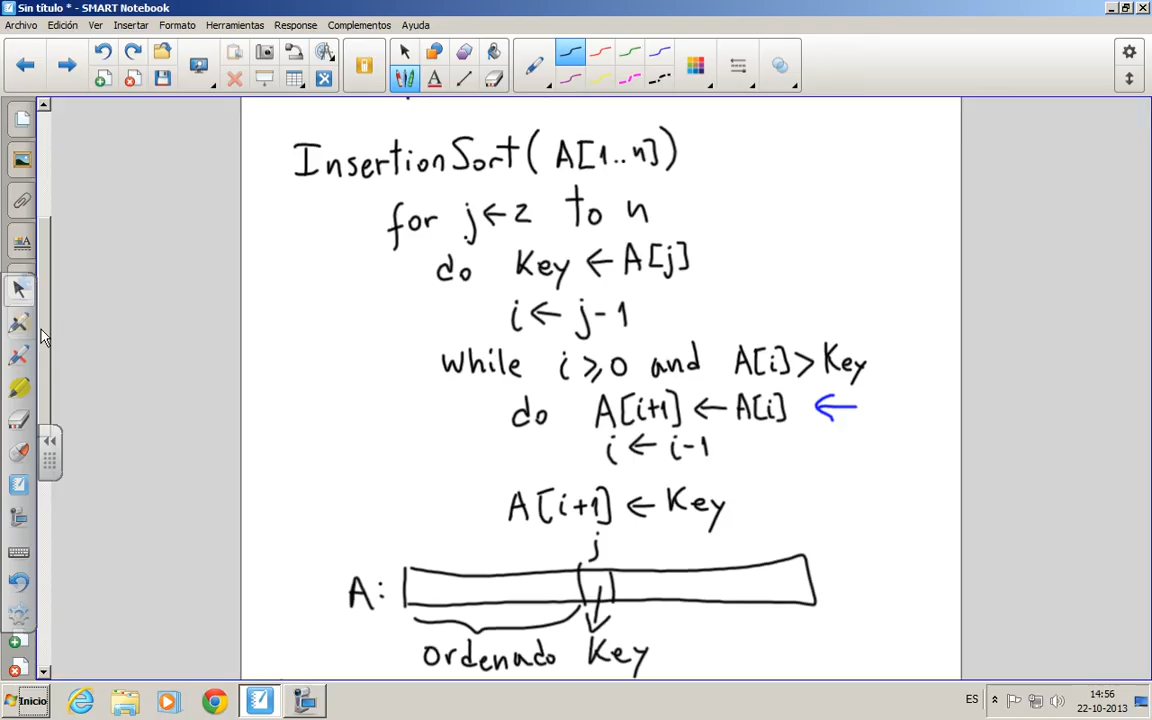 Sin título * - SMART Notebook
Archivo Edición Ver Insertar Formato Herramientas Response Complementos Ayuda
InsertionSort( A[1..n])
for j←2 to n
do Key ← A[j]
i ← j-1
while i ≥ 0 and A[i] > Key
do A[i+1] ← A[i] ←
i ← i-1
A[i+1] ← Key
j
A:
Ordenado Key
Inicio
ES
14:56
22-10-2013